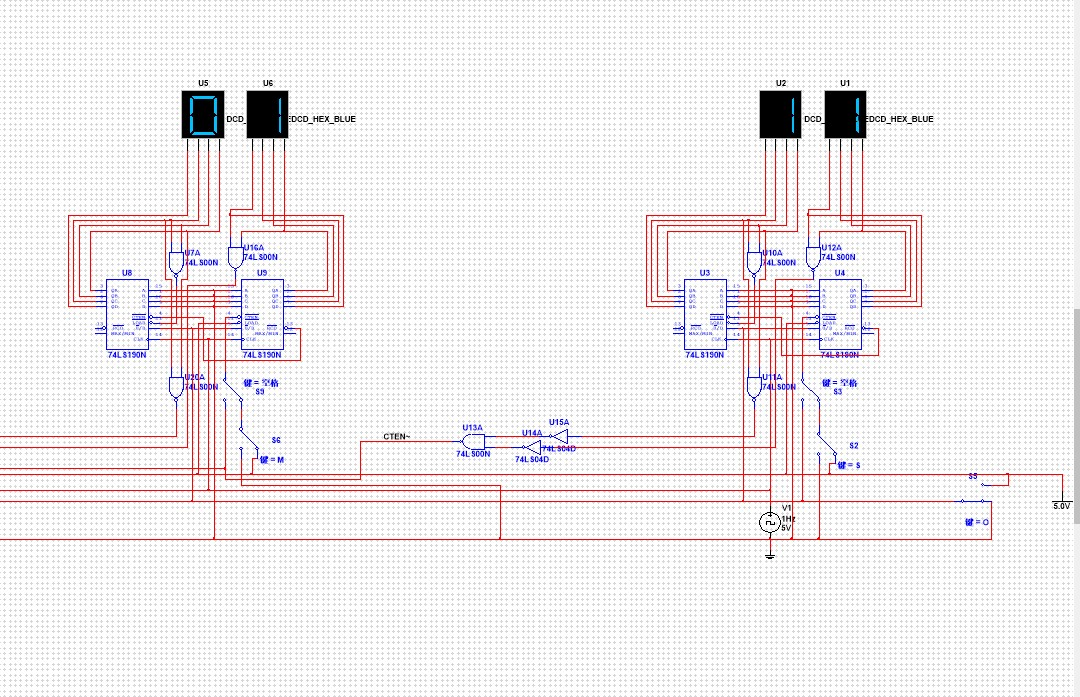 U5
U6
U2
U1
DCD_
EDCD_HEX_BLUE
DCD_
EDCD_HEX_BLUE
U7A
74LS00N
U16A
74LS00N
U10A
74LS00N
U12A
74LS00N
U8
U9
U3
U4
74LS190N
74LS190N
74LS190N
74LS190N
U20A
74LS00N
键 = 空格
S9
U11A
74LS00N
键 = 空格
S3
S6
键 = M
CTEN~
U13A
74LS00N
U14A
74LS04D
U15A
74LS04D
S2
键 = S
S5
键 = O
V1
1Hz
5V
5.0V